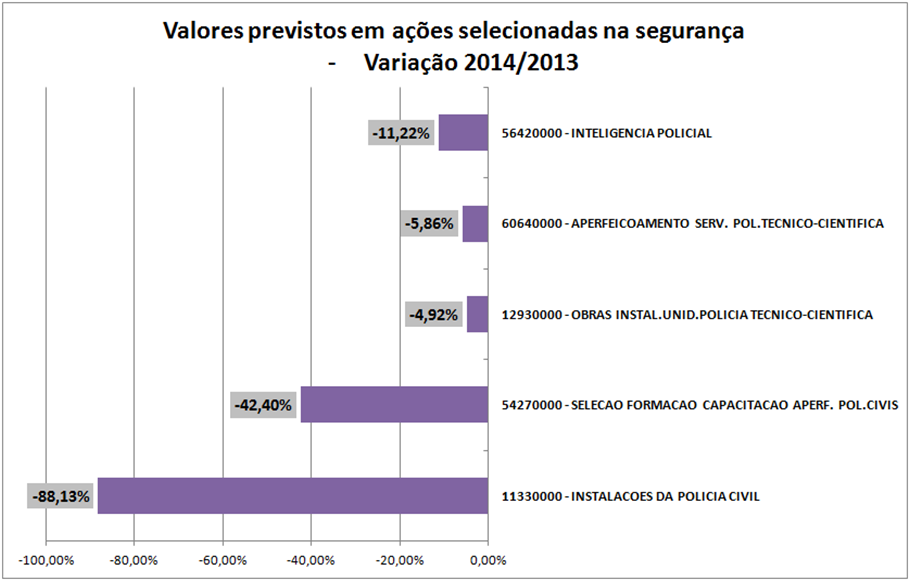 Valores previstos em ações selecionadas na segurança
- Variação 2014/2013
-11,22%
56420000 - INTELIGENCIA POLICIAL
-5,86%
60640000 - APERFEICOAMENTO SERV. POL.TECNICO-CIENTIFICA
-4,92%
12930000 - OBRAS INSTAL.UNID.POLICIA TECNICO-CIENTIFICA
-42,40%
54270000 - SELECAO FORMACAO CAPACITACAO APERF. POL.CIVIS
-88,13%
11330000 - INSTALACOES DA POLICIA CIVIL
-100,00% -80,00% -60,00% -40,00% -20,00% 0,00%